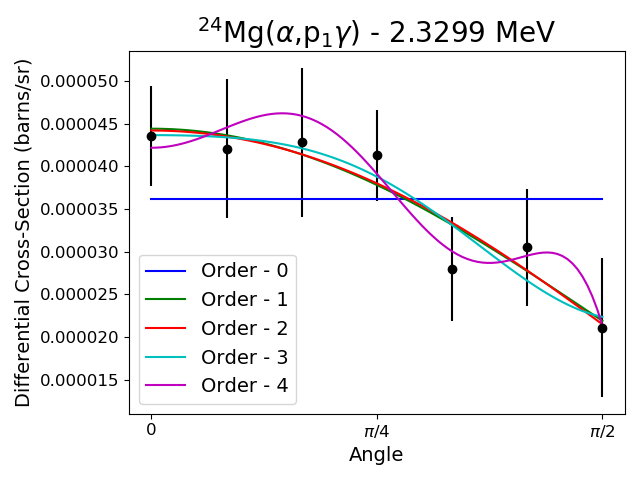 ²⁴Mg(α,p₁γ) - 2.3299 MeV
Differential Cross-Section (barns/sr)
0.000050
0.000045
0.000040
0.000035
0.000030
0.000025
0.000020
0.000015
Order - 0
Order - 1
Order - 2
Order - 3
Order - 4
0 π/4 π/2
Angle